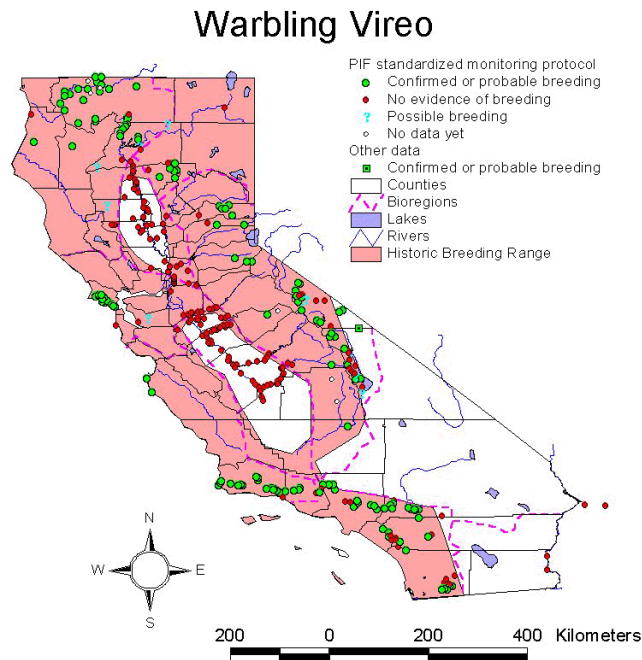 Warbling Vireo
PIF standardized monitoring protocol
Confirmed or probable breeding
No evidence of breeding
? Possible breeding
No data yet
Other data
Confirmed or probable breeding
Counties
Bioregions
Lakes
Rivers
Historic Breeding Range
N
W E
S
200 0 200 400 Kilometers